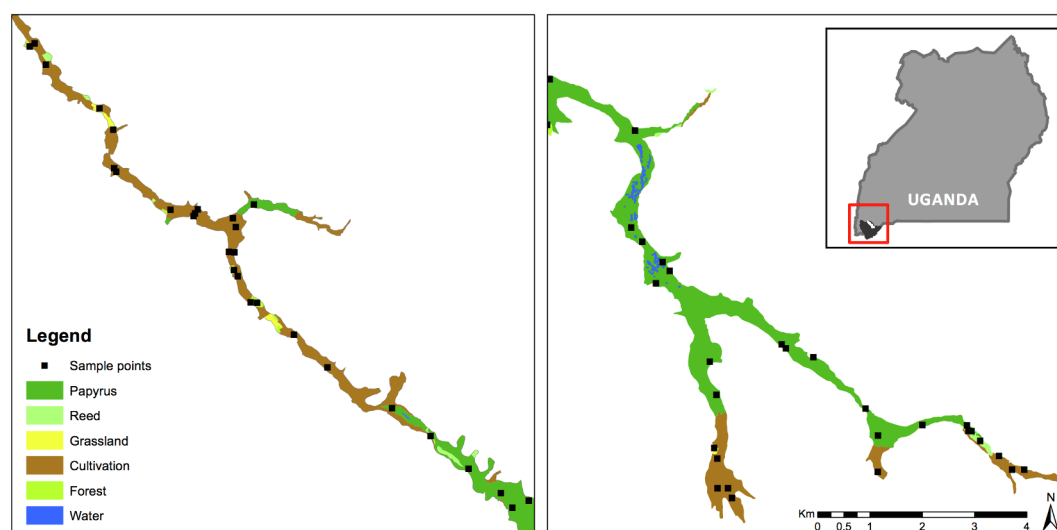 Legend
Sample points
Papyrus
Reed
Grassland
Cultivation
Forest
Water
UGANDA
N
Km
0 0.5 1 2 3 4